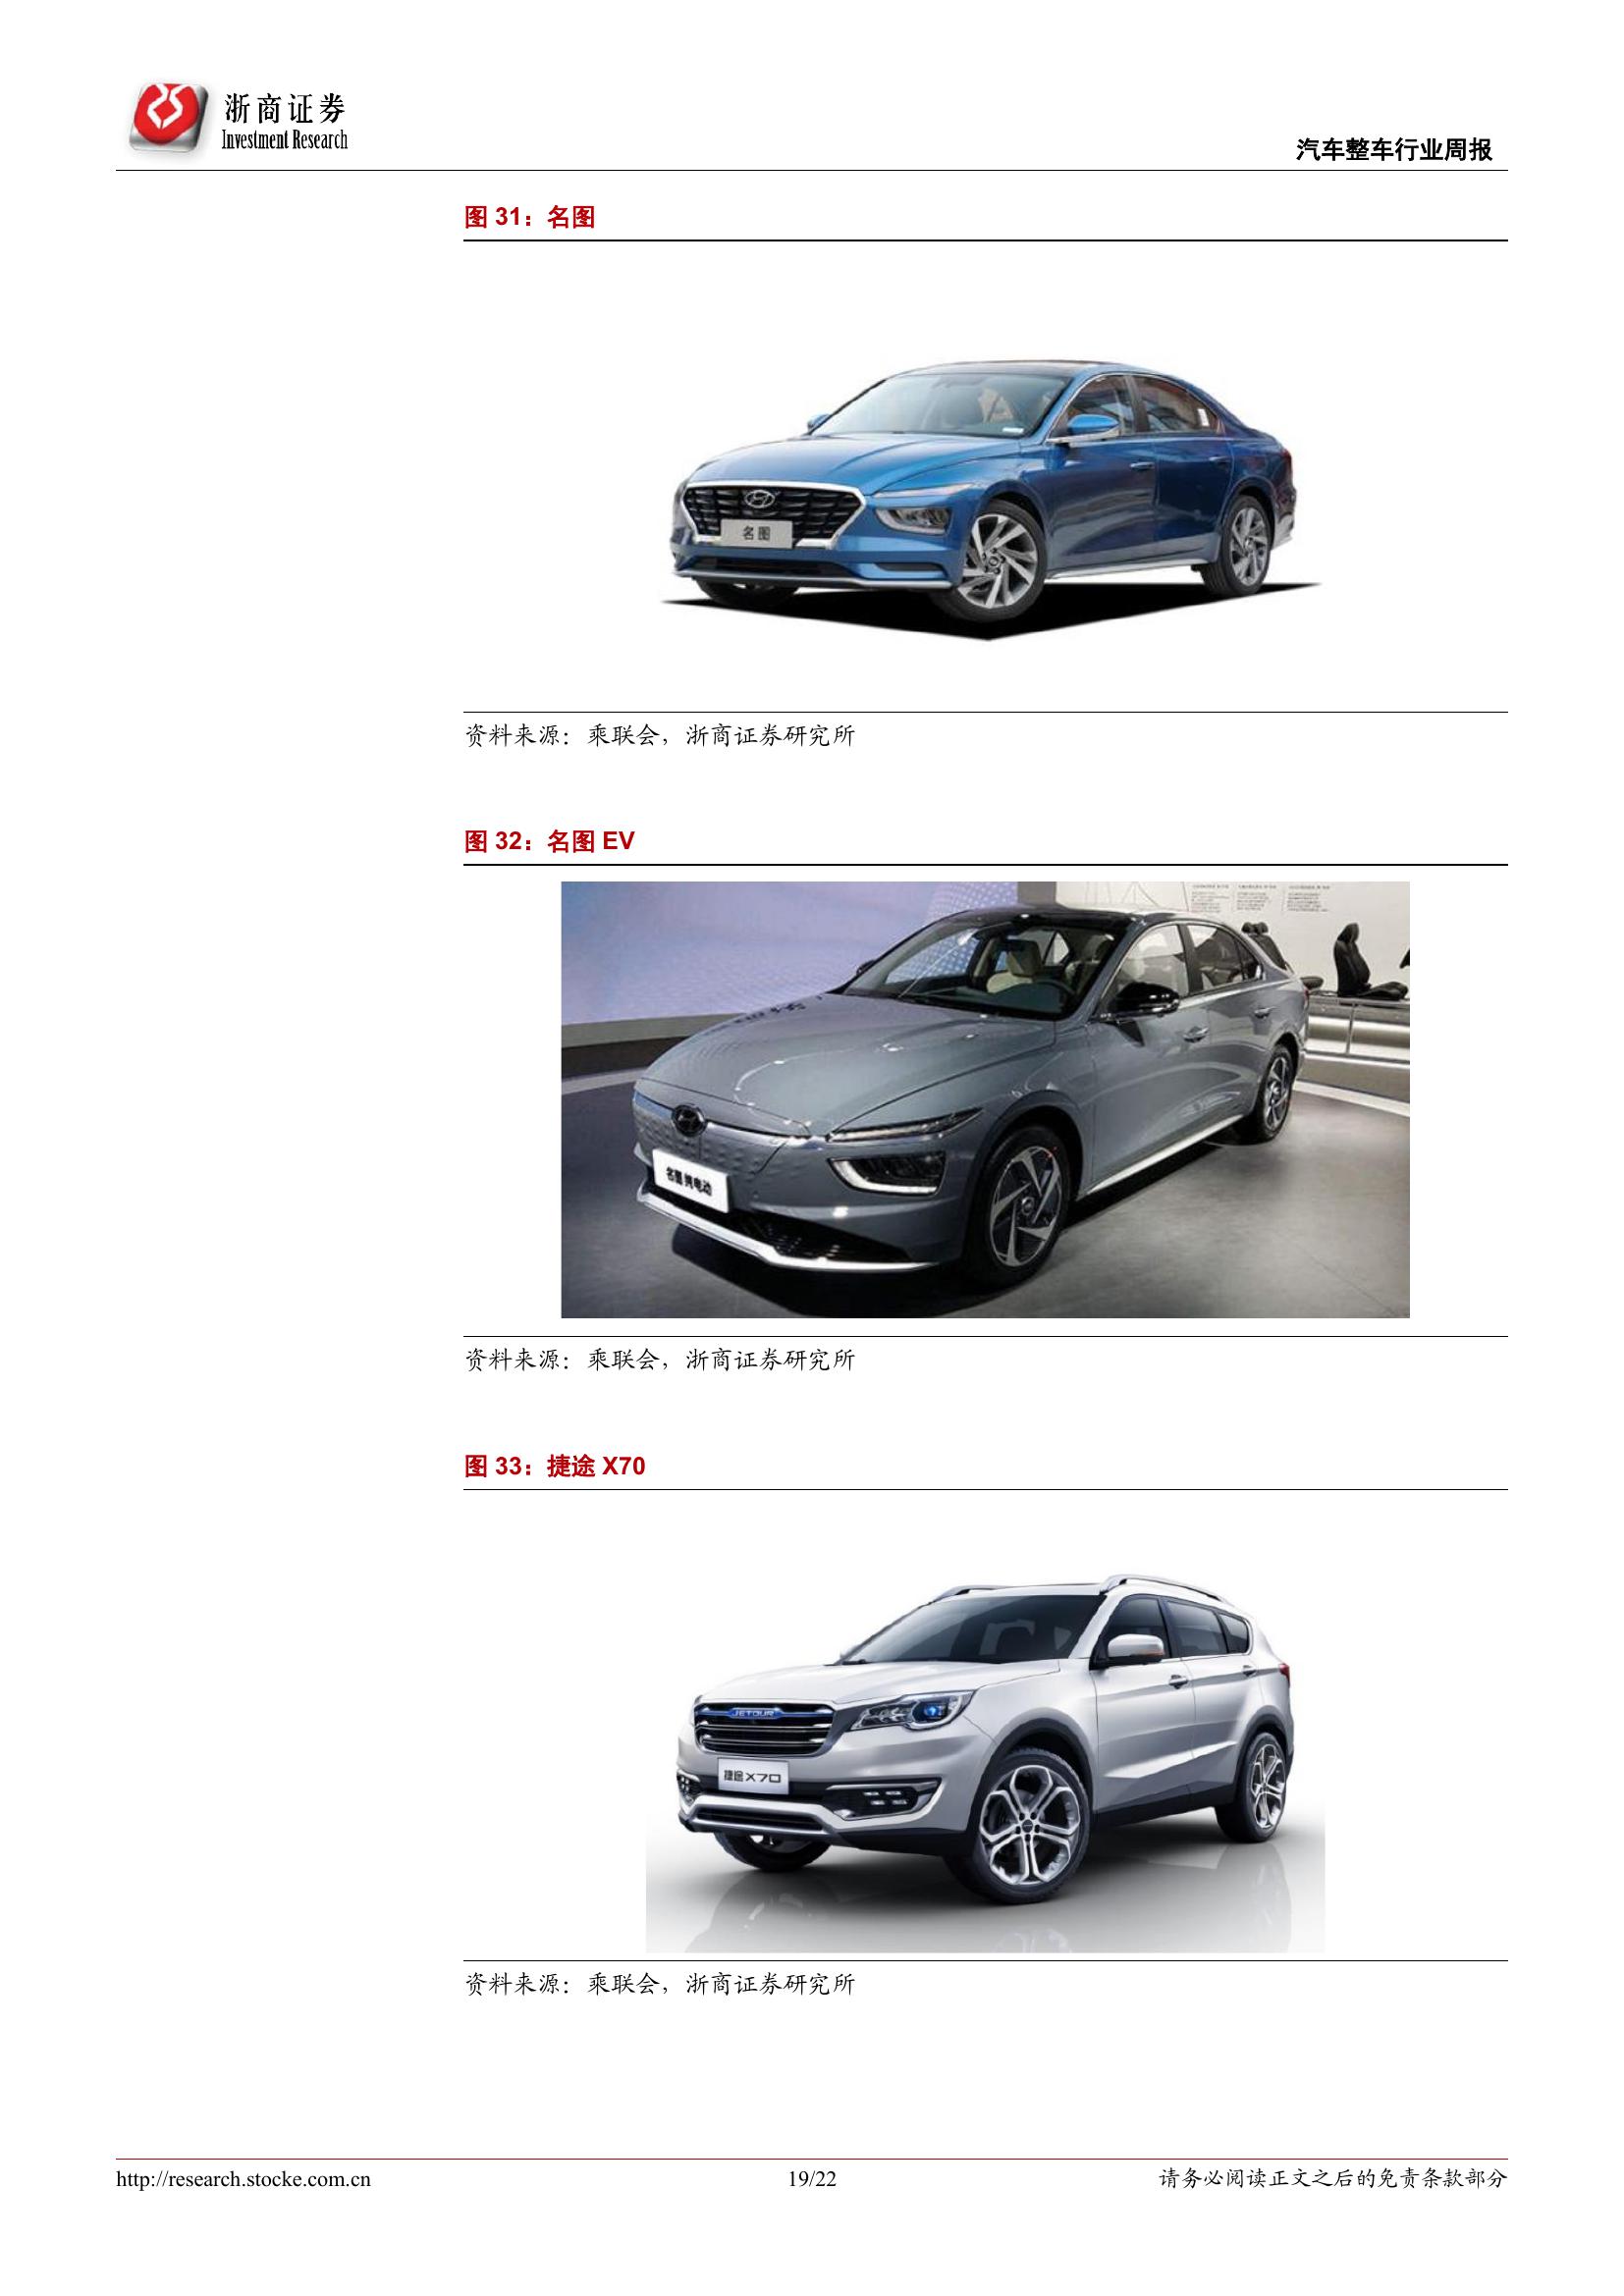 浙商证券
Investment Research
汽车整车行业周报
图 31：名图
名图
资料来源：乘联会，浙商证券研究所
图 32：名图 EV
名图 纯电动
资料来源：乘联会，浙商证券研究所
图 33：捷途 X70
JETOUR
捷途X70
资料来源：乘联会，浙商证券研究所
http://research.stocke.com.cn
19/22
请务必阅读正文之后的免责条款部分